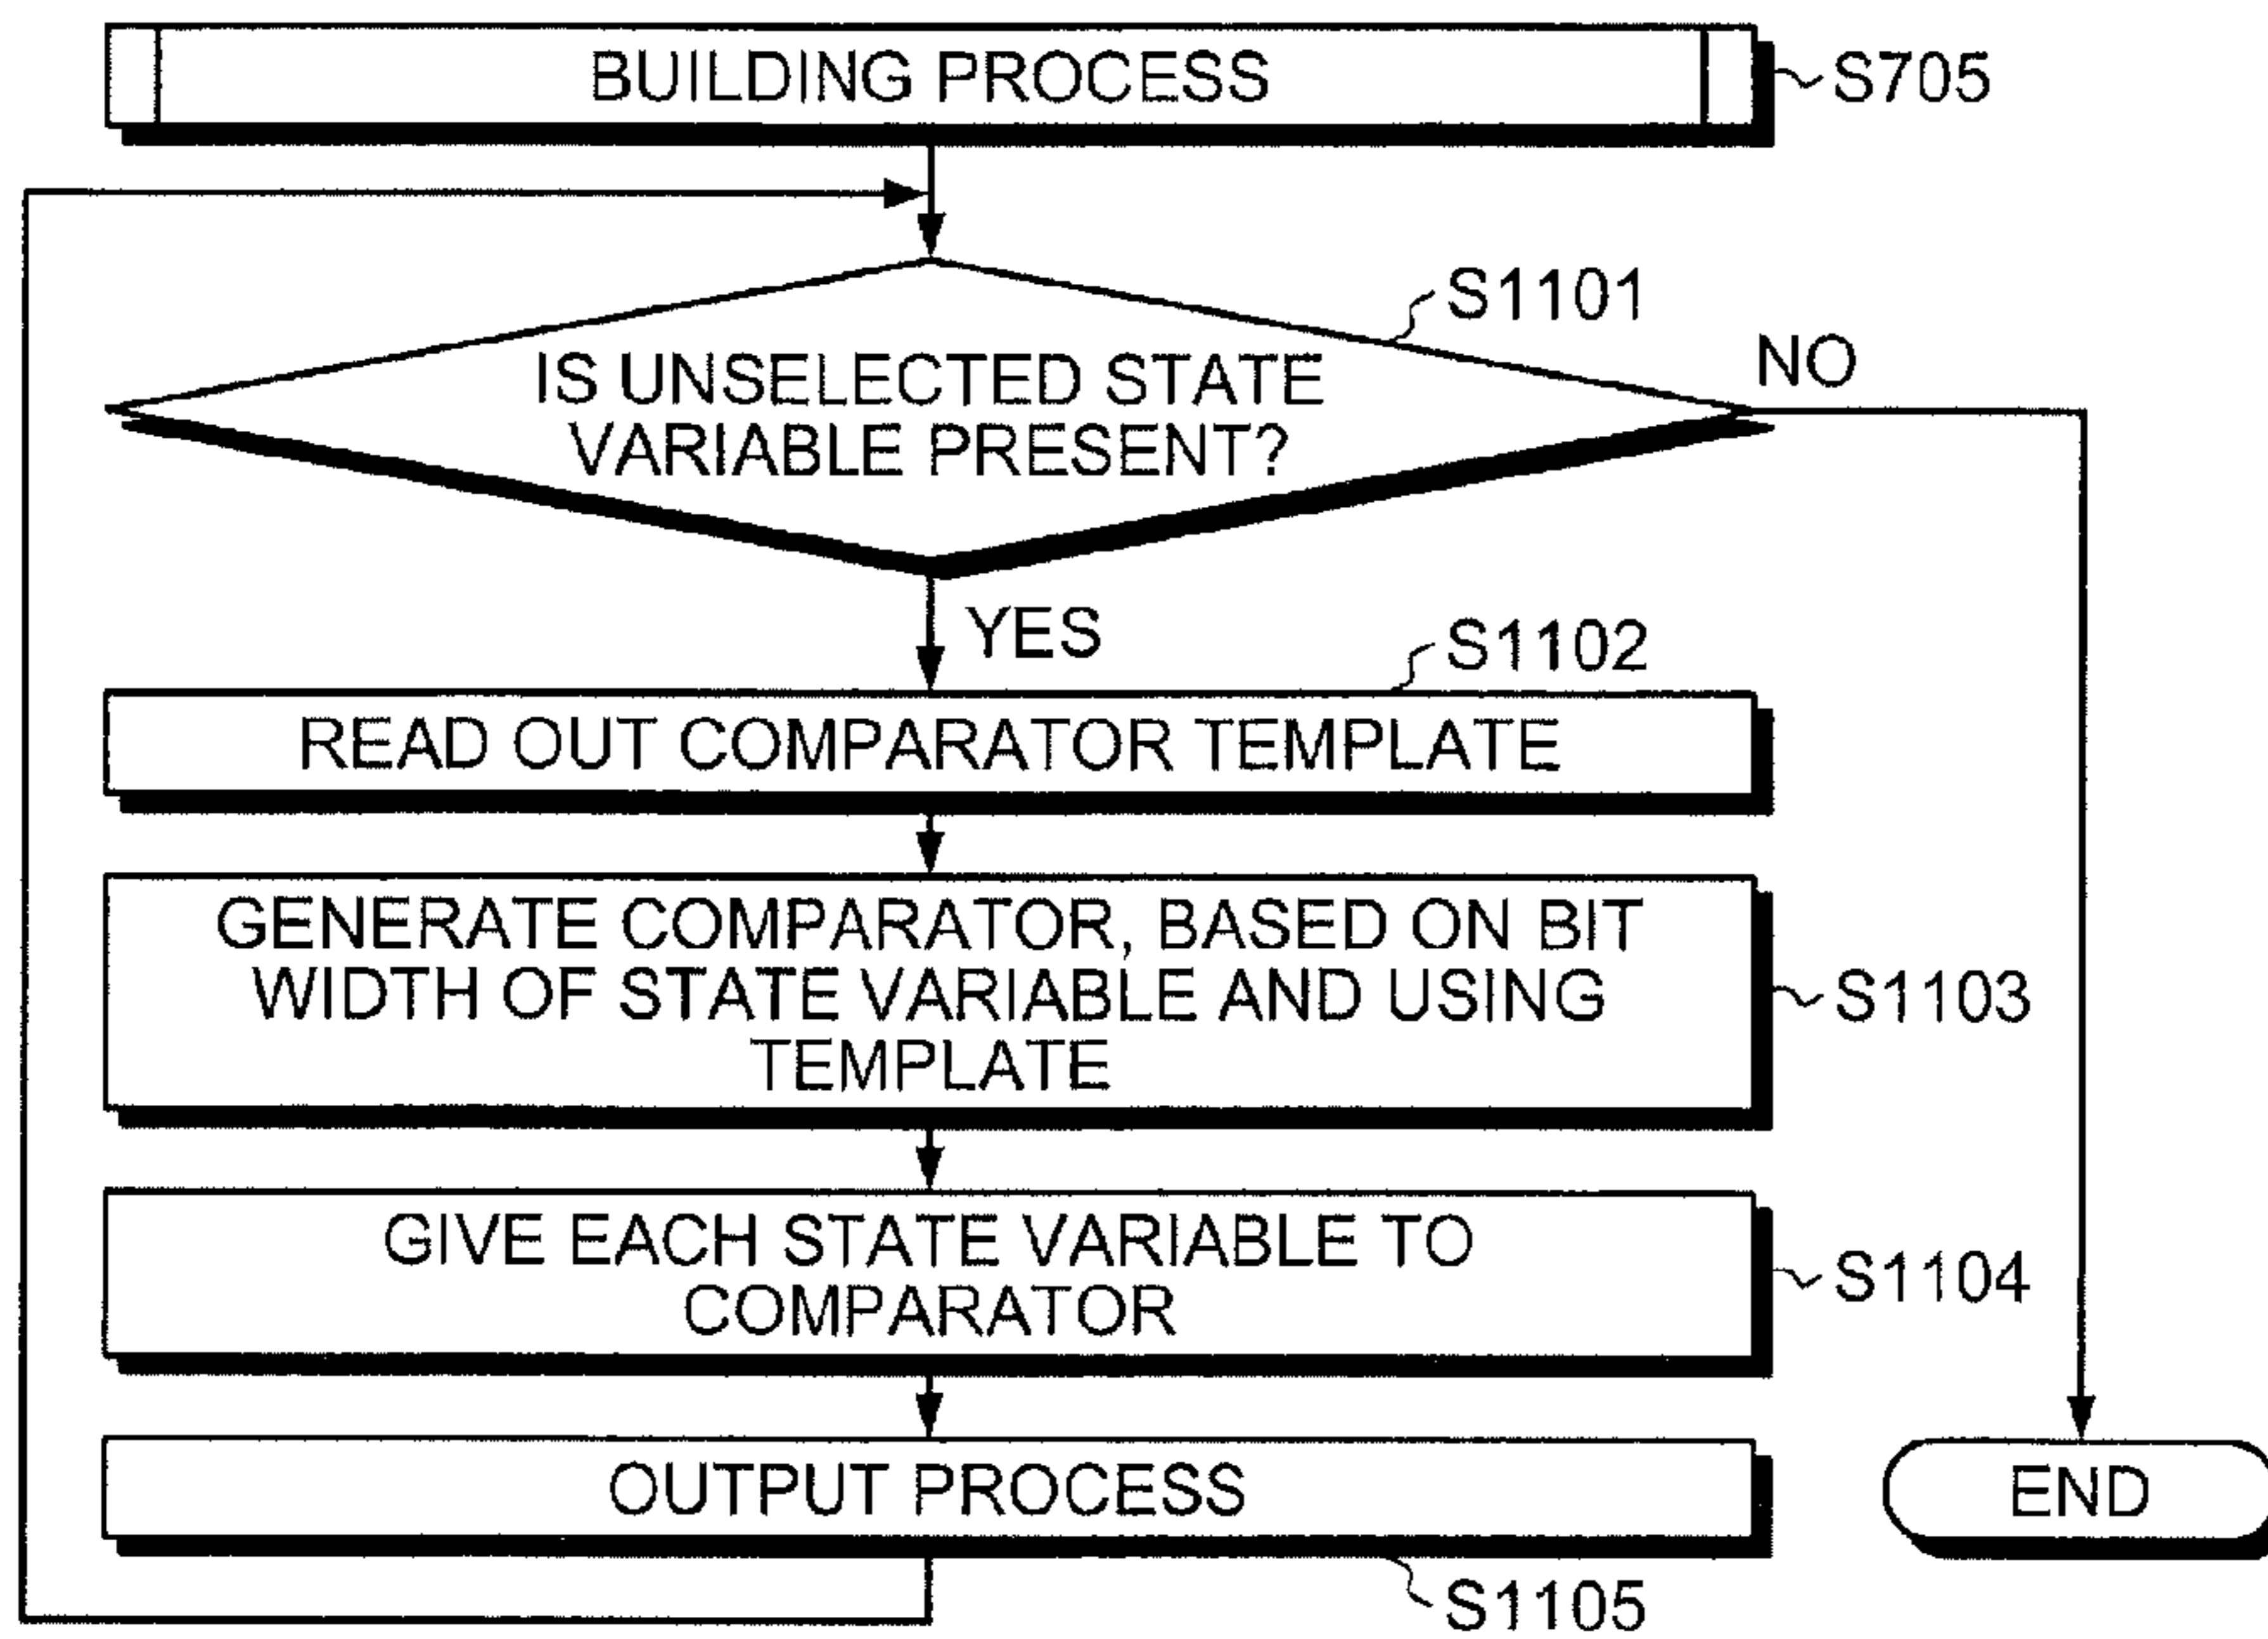 BUILDING PROCESS
S705
S1101
IS UNSELECTED STATE
VARIABLE PRESENT?
NO
YES
S1102
READ OUT COMPARATOR TEMPLATE
GENERATE COMPARATOR, BASED ON BIT
WIDTH OF STATE VARIABLE AND USING
TEMPLATE
S1103
GIVE EACH STATE VARIABLE TO
COMPARATOR
S1104
OUTPUT PROCESS
S1105
END